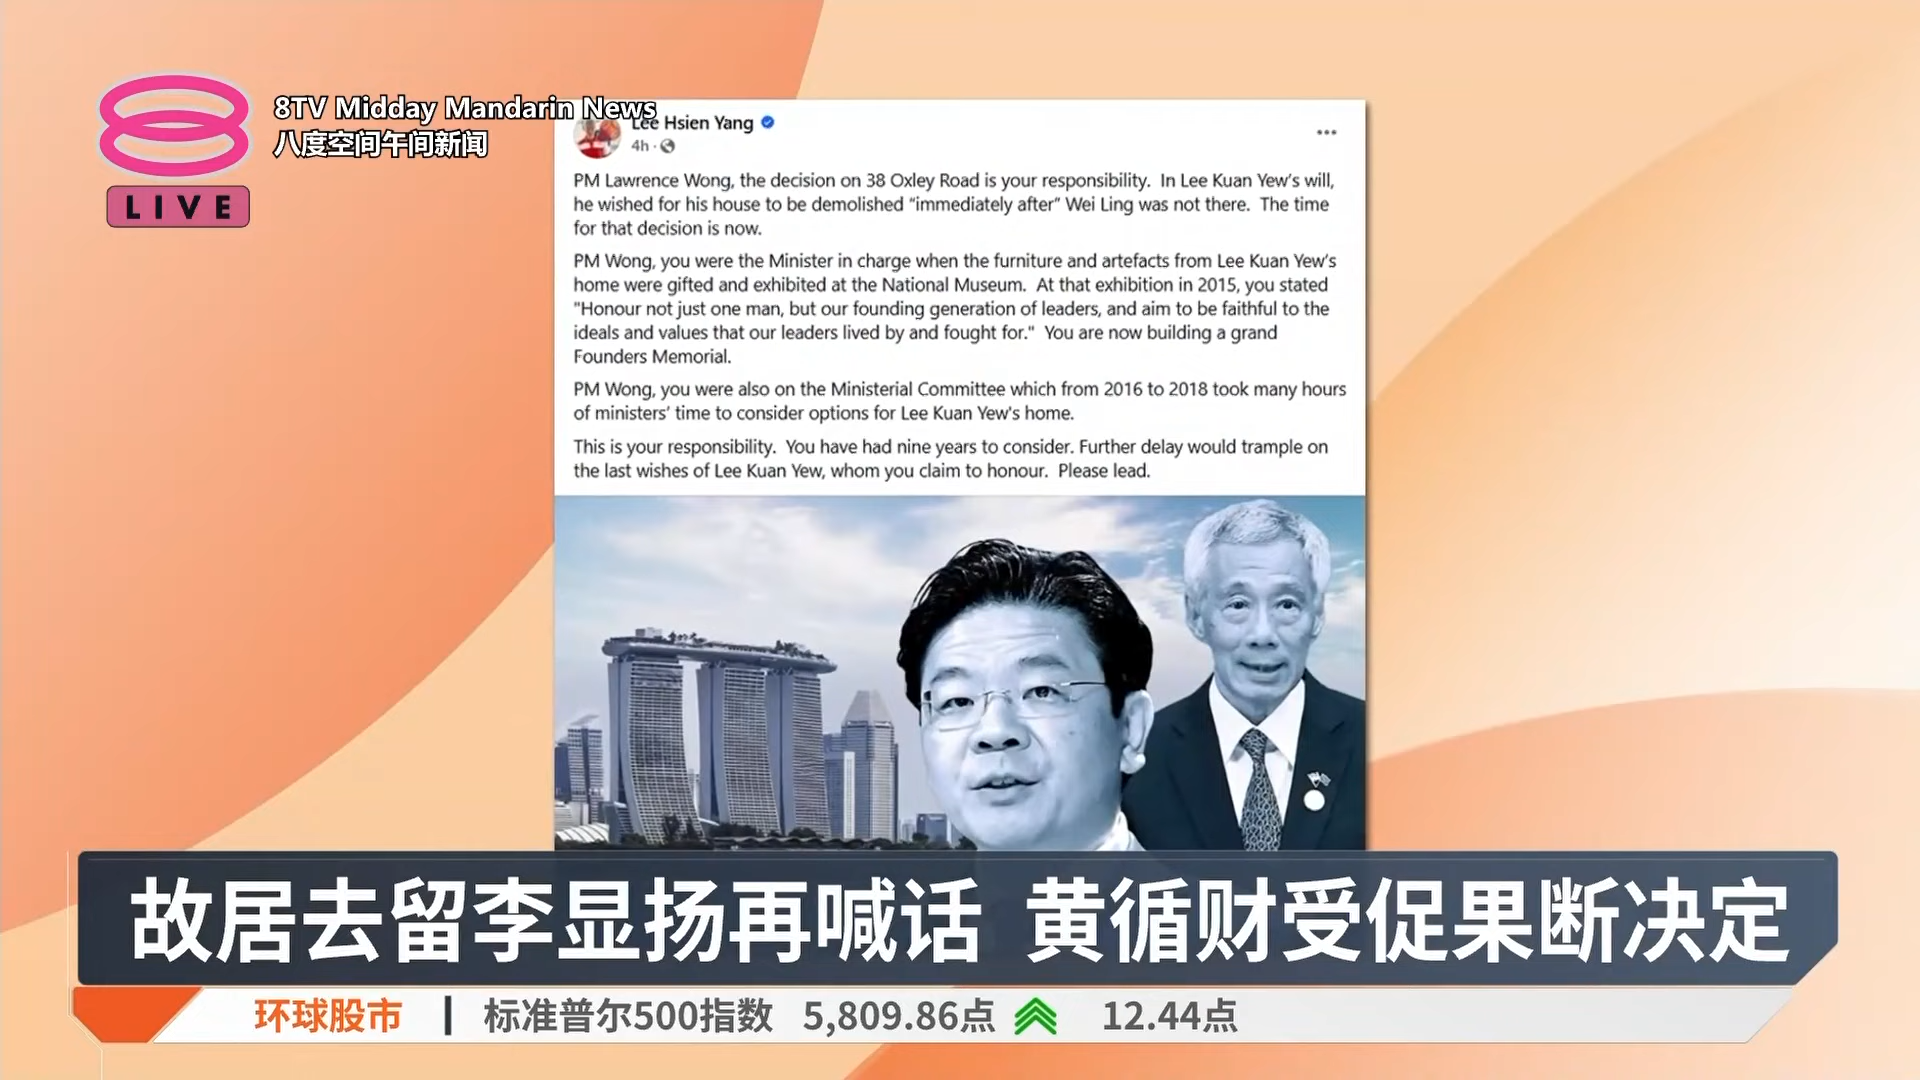 8TV Midday Mandarin News
八度空间午间新闻
LIVE
Lee Hsien Yang
4h
PM Lawrence Wong, the decision on 38 Oxley Road is your responsibility.  In Lee Kuan Yew's will,
he wished for his house to be demolished "immediately after" Wei Ling was not there.  The time
for that decision is now.
PM Wong, you were the Minister in charge when the furniture and artefacts from Lee Kuan Yew's
home were gifted and exhibited at the National Museum.  At that exhibition in 2015, you stated
"Honour not just one man, but our founding generation of leaders, and aim to be faithful to the
ideals and values that our leaders lived by and fought for."  You are now building a grand
Founders Memorial.
PM Wong, you were also on the Ministerial Committee which from 2016 to 2018 took many hours
of ministers' time to consider options for Lee Kuan Yew's home.
This is your responsibility.  You have had nine years to consider. Further delay would trample on
the last wishes of Lee Kuan Yew, whom you claim to honour.  Please lead.
故居去留李显扬再喊话 黄循财受促果断决定
环球股市 | 标准普尔500指数 5,809.86点 12.44点